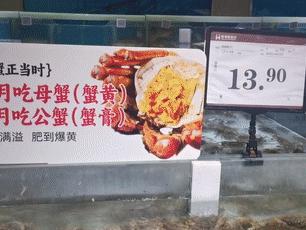 蟹正当时}
月吃母蟹(蟹黄)
月吃公蟹(蟹膏)
满溢 肥到爆黄
13.90